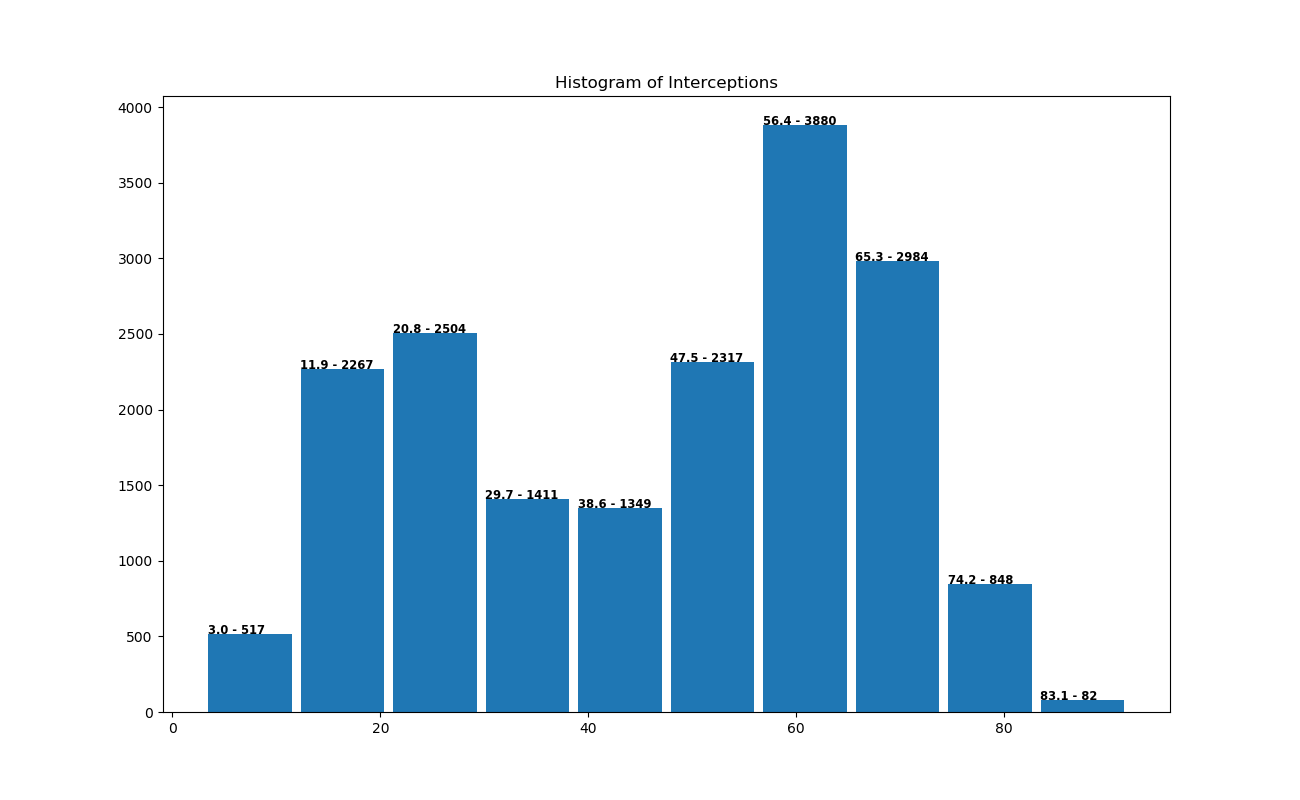 Histogram of Interceptions
4000
3500
3000
2500
2000
1500
1000
500
0
3.0 - 517
11.9 - 2267
20.8 - 2504
29.7 - 1411
38.6 - 1349
47.5 - 2317
56.4 - 3880
65.3 - 2984
74.2 - 848
83.1 - 82
0 20 40 60 80